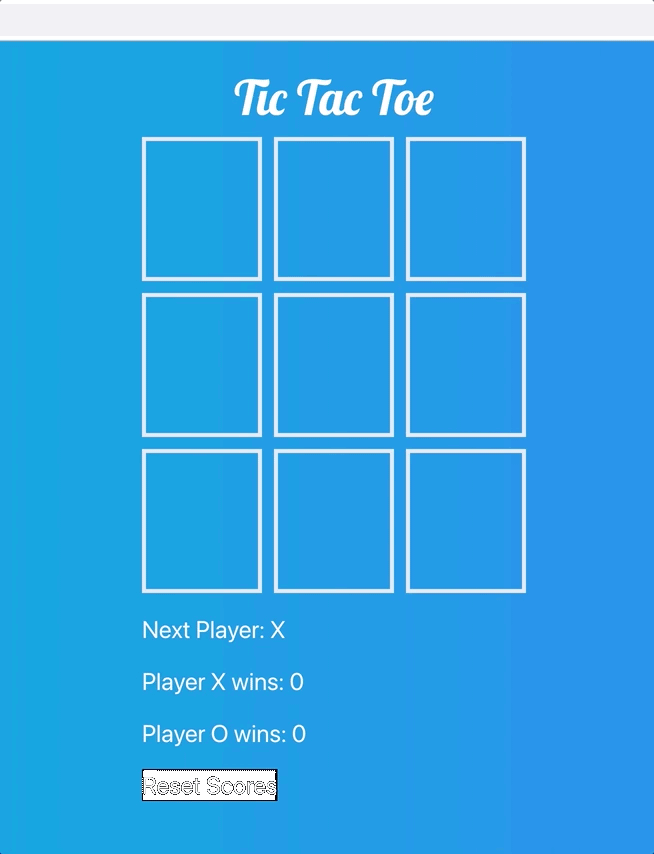 Tic Tac Toe
Next Player: X
Player X wins: 0
Player O wins: 0
Reset Scores